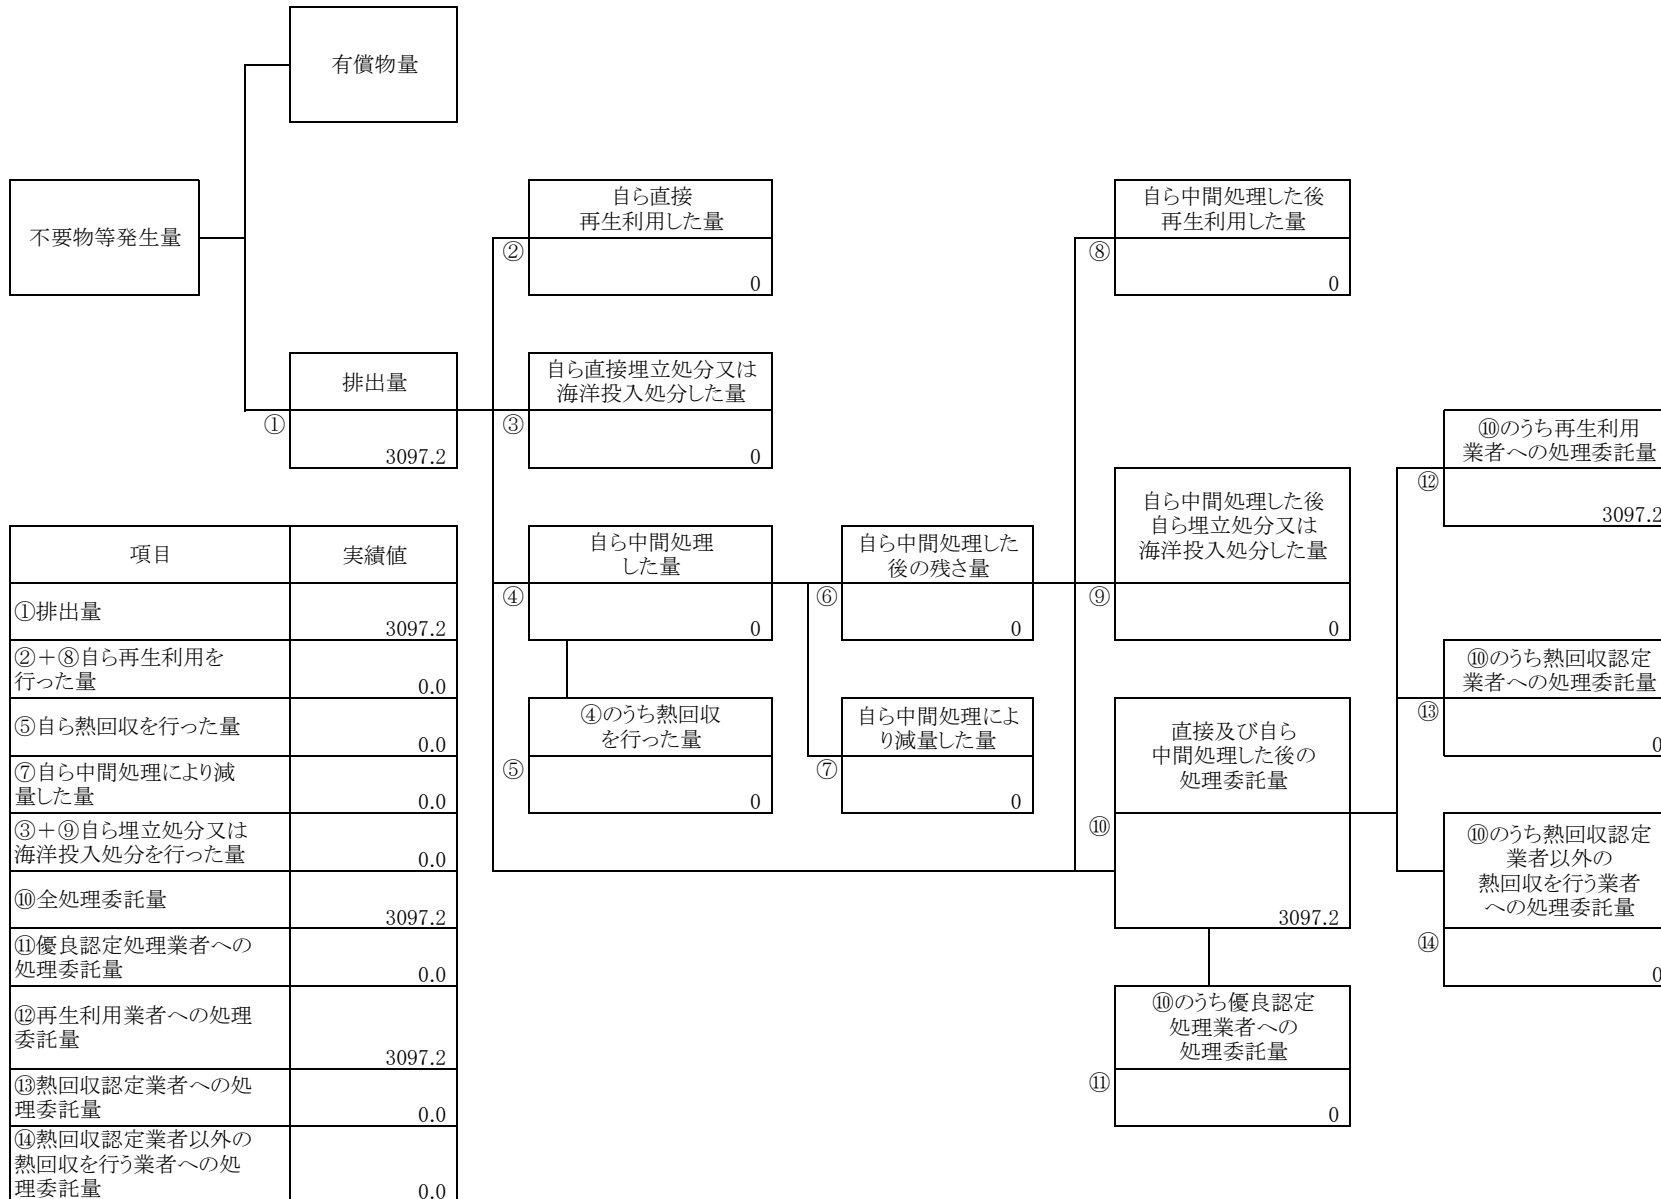 有償物量
不要物等発生量
自ら直接
再生利用した量
②
0
自ら中間処理した後
再生利用した量
⑧
0
排出量
①
3097.2
自ら直接埋立処分又は
海洋投入処分した量
③
0
⑩のうち再生利用
業者への処理委託量
⑫
3097.2
自ら中間処理
した量
④
0
自ら中間処理した
後の残さ量
⑥
0
自ら中間処理した後
自ら埋立処分又は
海洋投入処分した量
⑨
0
⑩のうち熱回収認定
業者への処理委託量
⑬
0
④のうち熱回収
を行った量
⑤
0
自ら中間処理によ
り減量した量
⑦
0
直接及び自ら
中間処理した後の
処理委託量
⑩
3097.2
⑩のうち熱回収認定
業者以外の
熱回収を行う業者
への処理委託量
⑭
0
⑩のうち優良認定
処理業者への
処理委託量
⑪
0
項目 実績値
①排出量 3097.2
②＋⑧自ら再生利用を
行った量 0.0
⑤自ら熱回収を行った量 0.0
⑦自ら中間処理により減
量した量 0.0
③＋⑨自ら埋立処分又は
海洋投入処分を行った量 0.0
⑩全処理委託量 3097.2
⑪優良認定処理業者への
処理委託量 0.0
⑫再生利用業者への処理
委託量 3097.2
⑬熱回収認定業者への処
理委託量 0.0
⑭熱回収認定業者以外の
熱回収を行う業者への処
理委託量 0.0